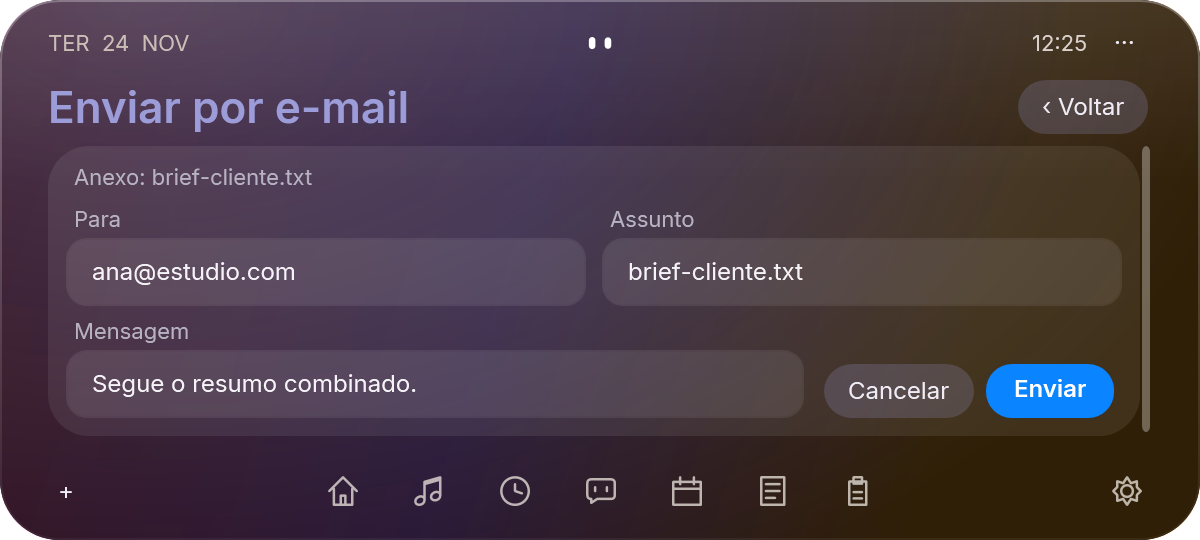 TER 24 NOV
12:25 ···
Enviar por e-mail
‹ Voltar
Anexo: brief-cliente.txt
Para
Assunto
ana@estudio.com
brief-cliente.txt
Mensagem
Segue o resumo combinado.
Cancelar
Enviar
+